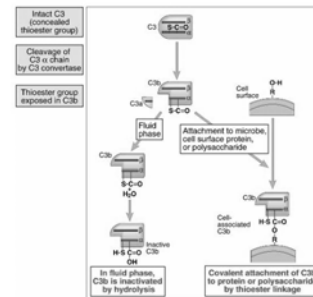 Intact C3
(concealed
thioester group)
C3
β
S-C=O
α
Cleavage of
C3 α chain
by C3 convertase
Thioester group
exposed in C3b
C3b
C3a
β
α
S-C=O
O-H
R
Cell
surface
Fluid
phase
Attachment to microbe,
cell surface protein,
or polysaccharide
C3b
β
α
S-C=O
H₂O
C3b
β
α
H-S C=O
O
R
Cell-
associated
C3b
β
α
H-S C=O
OH
Inactive
C3b
In fluid phase,
C3b is inactivated
by hydrolysis
Covalent attachment of C3b
to protein or polysaccharide
by thioester linkage